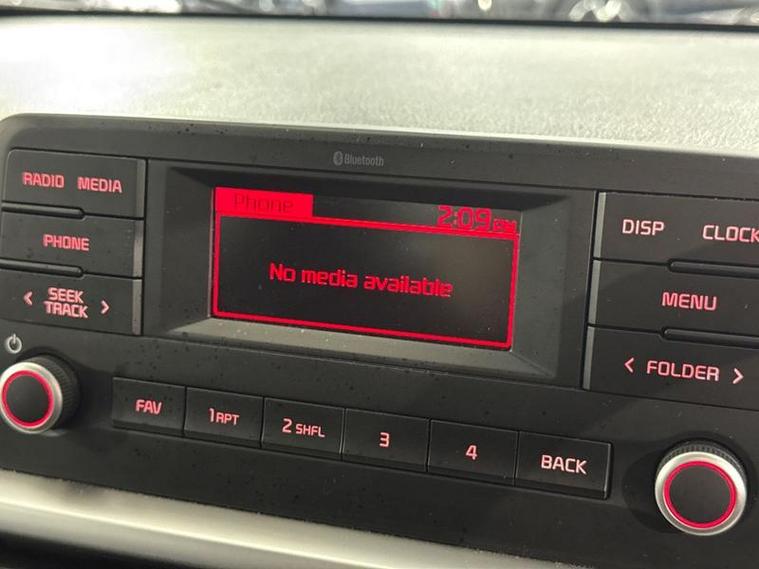 Bluetooth
RADIO MEDIA
PHONE
< SEEK TRACK >
Phone 2:09PM
No media available
DISP CLOCK
MENU
< FOLDER >
FAV
1 RPT
2 SHFL
3
4
BACK